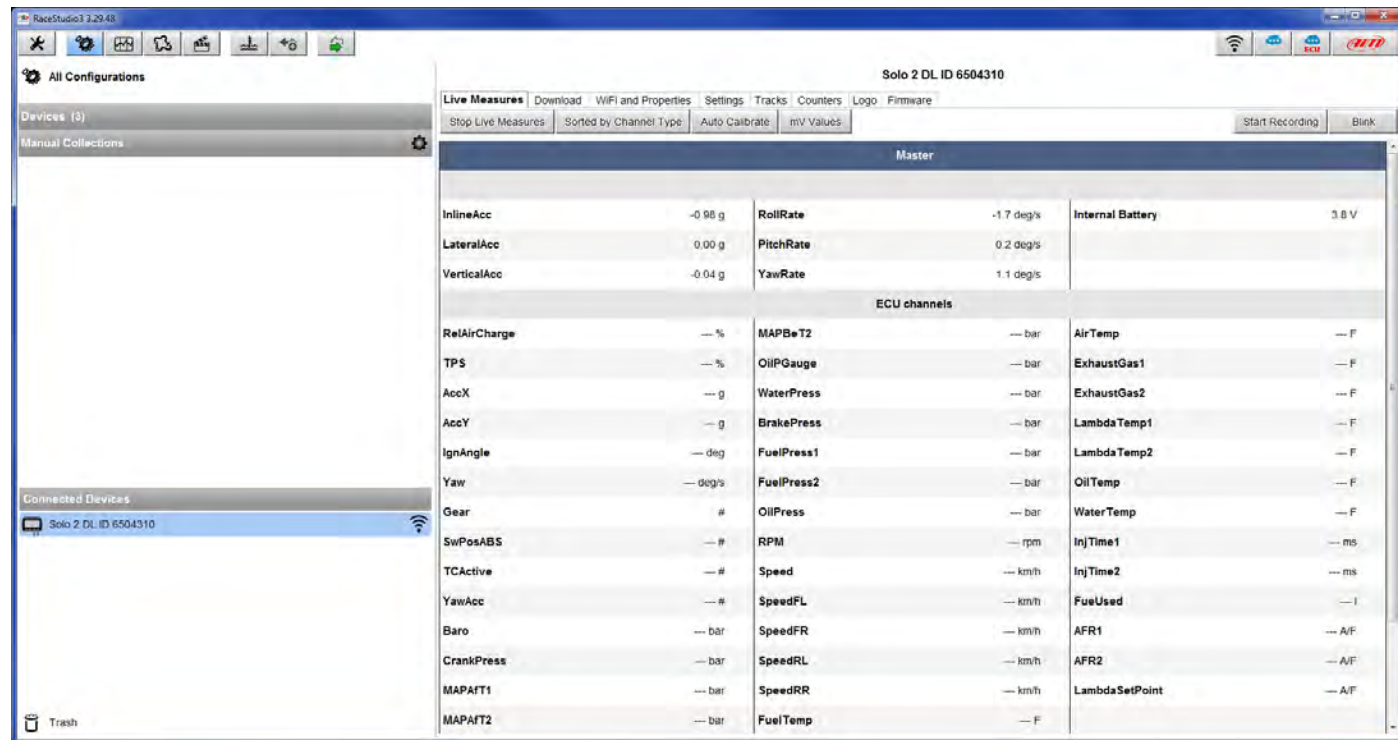 RaceStudio3 3.29.48
ECU
AiM
All Configurations
Devices (3)
Manual Collections
Connected Devices
Solo 2 DL ID 6504310
Trash
Solo 2 DL ID 6504310
Live Measures Download WiFi and Properties Settings Tracks Counters Logo Firmware
Stop Live Measures Sorted by Channel Type Auto Calibrate mV Values Start Recording Blink
Master
InlineAcc -0.98 g RollRate -1.7 deg/s Internal Battery 3.8 V
LateralAcc 0.00 g PitchRate 0.2 deg/s
VerticalAcc -0.04 g YawRate 1.1 deg/s
ECU channels
RelAirCharge --- % MAPBeT2 --- bar AirTemp --- F
TPS --- % OilPGauge --- bar ExhaustGas1 --- F
AccX --- g WaterPress --- bar ExhaustGas2 --- F
AccY --- g BrakePress --- bar LambdaTemp1 --- F
IgnAngle --- deg FuelPress1 --- bar LambdaTemp2 --- F
Yaw --- deg/s FuelPress2 --- bar OilTemp --- F
Gear # OilPress --- bar WaterTemp --- F
SwPosABS --- # RPM --- rpm InjTime1 --- ms
TCActive --- # Speed --- km/h InjTime2 --- ms
YawAcc --- # SpeedFL --- km/h FueUsed --- l
Baro --- bar SpeedFR --- km/h AFR1 --- A/F
CrankPress --- bar SpeedRL --- km/h AFR2 --- A/F
MAPAfT1 --- bar SpeedRR --- km/h LambdaSetPoint --- A/F
MAPAfT2 --- bar FuelTemp --- F